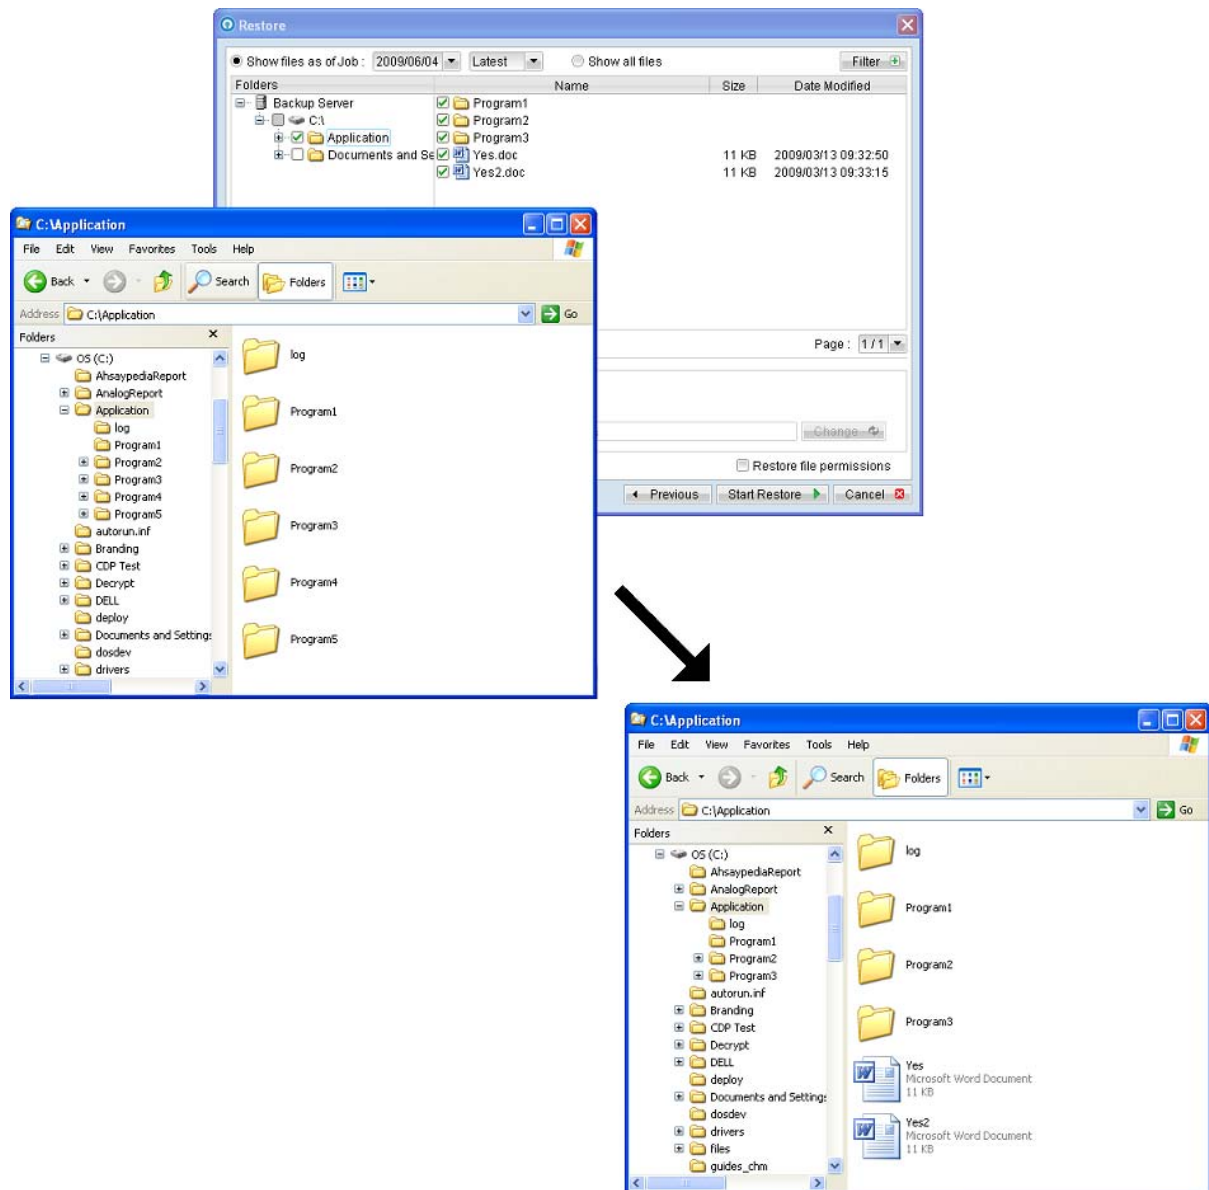 Restore
Show files as of Job : 2009/06/04 Latest Show all files Filter
Folders Name Size Date Modified
Backup Server
C:\
Application
Documents and Se
Program1
Program2
Program3
Yes.doc 11 KB 2009/03/13 09:32:50
Yes2.doc 11 KB 2009/03/13 09:33:15
Page : 1 / 1
Change
Restore file permissions
Previous Start Restore Cancel
C:\Application
File Edit View Favorites Tools Help
Back Search Folders
Address C:\Application Go
Folders
OS (C:)
AhsaypediaReport
AnalogReport
Application
log
Program1
Program2
Program3
Program4
Program5
autorun.inf
Branding
CDP Test
Decrypt
DELL
deploy
Documents and Settings
dosdev
drivers
log
Program1
Program2
Program3
Program4
Program5
C:\Application
File Edit View Favorites Tools Help
Back Search Folders
Address C:\Application Go
Folders
OS (C:)
AhsaypediaReport
AnalogReport
Application
log
Program1
Program2
Program3
autorun.inf
Branding
CDP Test
Decrypt
DELL
deploy
Documents and Settings
dosdev
drivers
files
guides_chm
log
Program1
Program2
Program3
Yes
Microsoft Word Document
11 KB
Yes2
Microsoft Word Document
11 KB